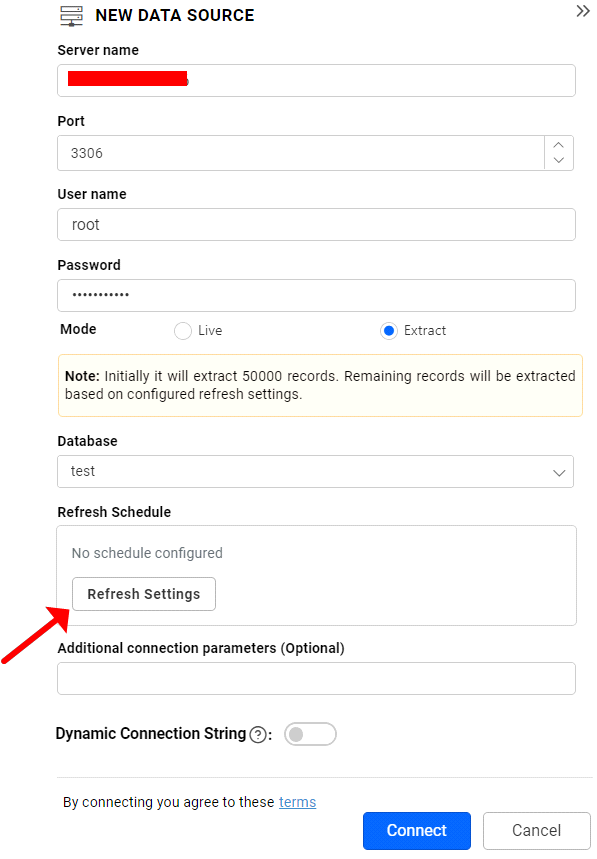 NEW DATA SOURCE
Server name
Port
3306
User name
root
Password
•••••••••••
Mode
Live
Extract
Note: Initially it will extract 50000 records. Remaining records will be extracted
based on configured refresh settings.
Database
test
Refresh Schedule
No schedule configured
Refresh Settings
Additional connection parameters (Optional)
Dynamic Connection String ? :
By connecting you agree to these terms
Connect
Cancel